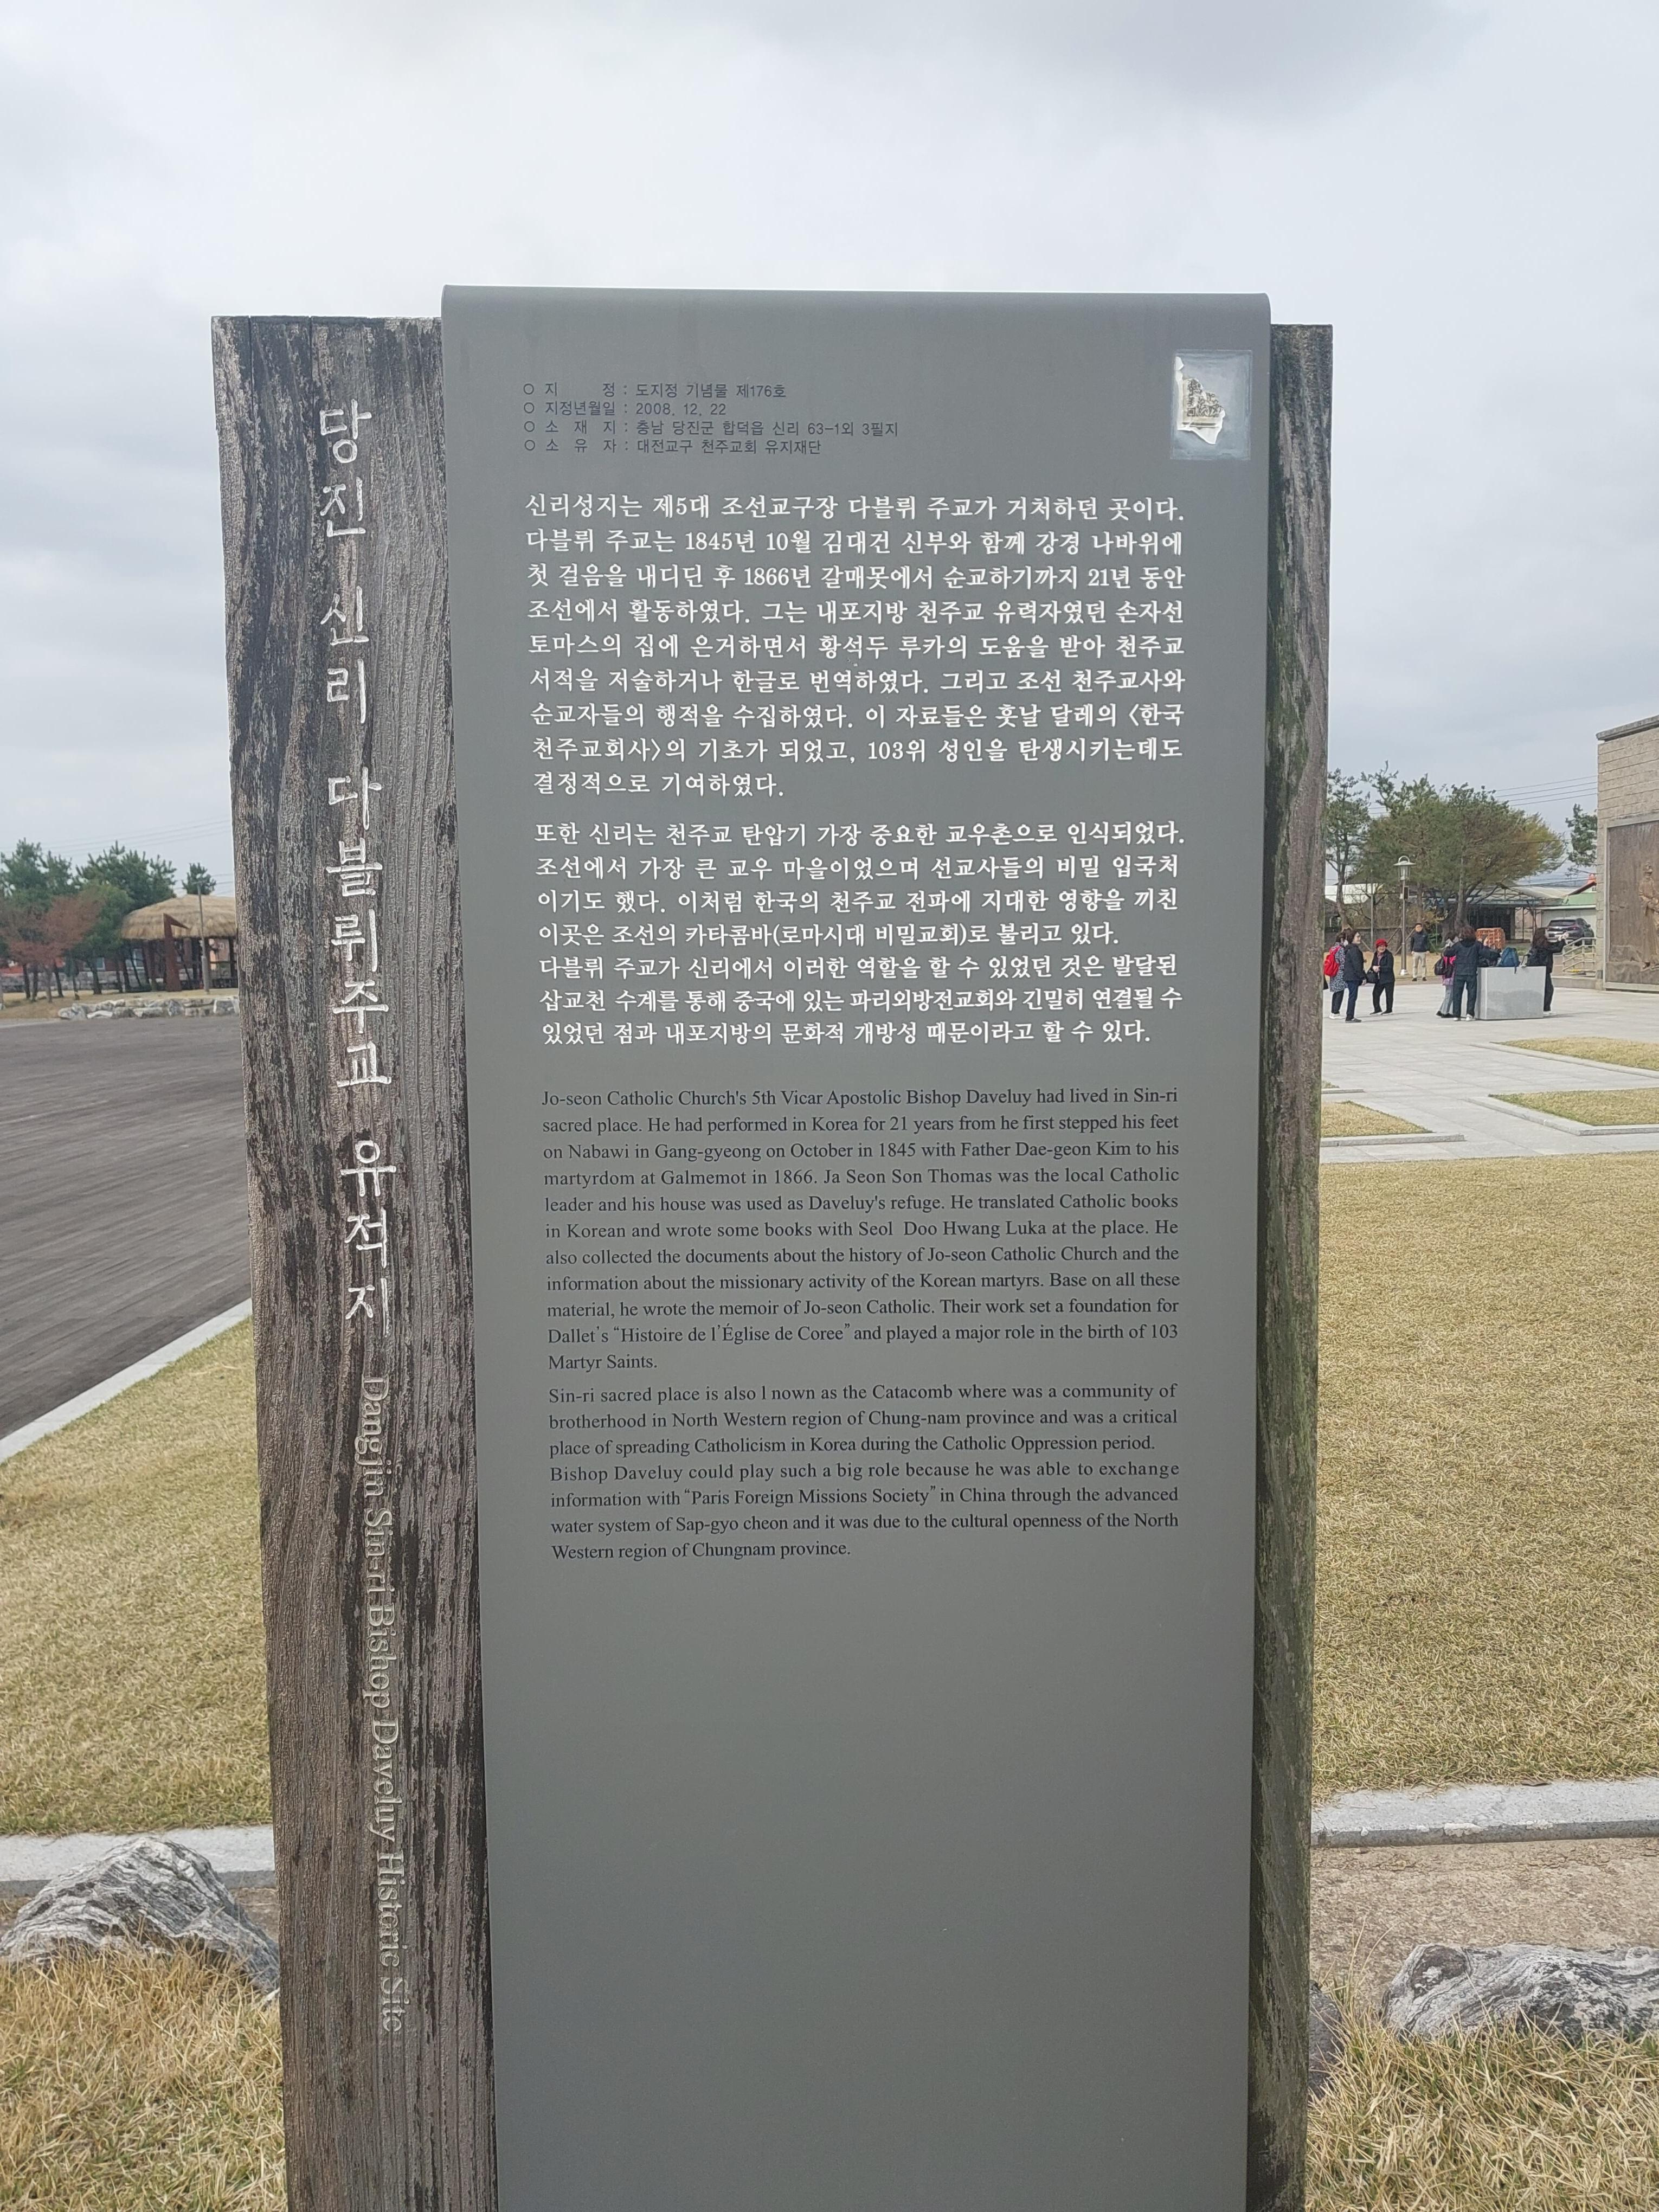 당진 신리 다블뤼주교 유적지
Dangjin Sin-ri Bishop Daveluy Historic Site
○ 지 정 : 도지정 기념물 제176호
○ 지정년월일 : 2008. 12. 22
○ 소 재 지 : 충남 당진군 합덕읍 신리 63-1외 3필지
○ 소 유 자 : 대전교구 천주교회 유지재단
신리성지는 제5대 조선교구장 다블뤼 주교가 거처하던 곳이다.
다블뤼 주교는 1845년 10월 김대건 신부와 함께 강경 나바위에
첫 걸음을 내디딘 후 1866년 갈매못에서 순교하기까지 21년 동안
조선에서 활동하였다. 그는 내포지방 천주교 유력자였던 손자선
토마스의 집에 은거하면서 황석두 루카의 도움을 받아 천주교
서적을 저술하거나 한글로 번역하였다. 그리고 조선 천주교사와
순교자들의 행적을 수집하였다. 이 자료들은 훗날 달레의 〈한국
천주교회사〉의 기초가 되었고, 103위 성인을 탄생시키는데도
결정적으로 기여하였다.
또한 신리는 천주교 탄압기 가장 중요한 교우촌으로 인식되었다.
조선에서 가장 큰 교우 마을이었으며 선교사들의 비밀 입국처
이기도 했다. 이처럼 한국의 천주교 전파에 지대한 영향을 끼친
이곳은 조선의 카타콤바(로마시대 비밀교회)로 불리고 있다.
다블뤼 주교가 신리에서 이러한 역할을 할 수 있었던 것은 발달된
삽교천 수계를 통해 중국에 있는 파리외방전교회와 긴밀히 연결될 수
있었던 점과 내포지방의 문화적 개방성 때문이라고 할 수 있다.
Jo-seon Catholic Church's 5th Vicar Apostolic Bishop Daveluy had lived in Sin-ri
sacred place. He had performed in Korea for 21 years from he first stepped his feet
on Nabawi in Gang-gyeong on October in 1845 with Father Dae-geon Kim to his
martyrdom at Galmemot in 1866. Ja Seon Son Thomas was the local Catholic
leader and his house was used as Daveluy's refuge. He translated Catholic books
in Korean and wrote some books with Seol Doo Hwang Luka at the place. He
also collected the documents about the history of Jo-seon Catholic Church and the
information about the missionary activity of the Korean martyrs. Base on all these
material, he wrote the memoir of Jo-seon Catholic. Their work set a foundation for
Dallet's “Histoire de l'Église de Coree” and played a major role in the birth of 103
Martyr Saints.
Sin-ri sacred place is also l nown as the Catacomb where was a community of
brotherhood in North Western region of Chung-nam province and was a critical
place of spreading Catholicism in Korea during the Catholic Oppression period.
Bishop Daveluy could play such a big role because he was able to exchange
information with “Paris Foreign Missions Society” in China through the advanced
water system of Sap-gyo cheon and it was due to the cultural openness of the North
Western region of Chungnam province.